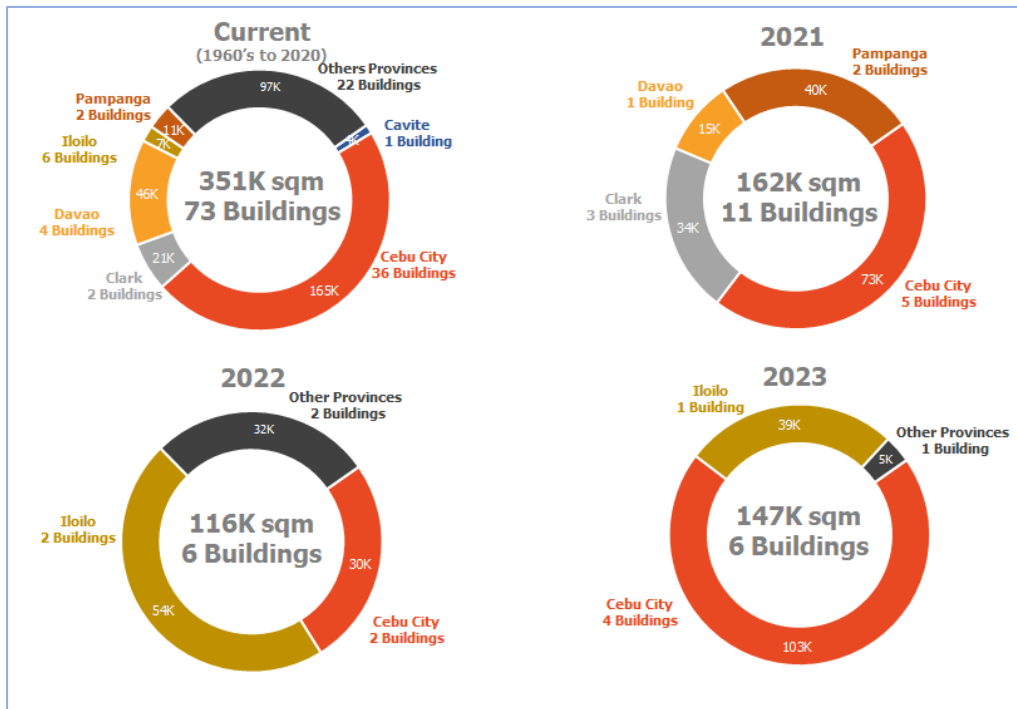 Current
(1960's to 2020)
Others Provinces
22 Buildings
97K
Pampanga
2 Buildings
11K
Cavite
1 Building
Iloilo
6 Buildings
7K
351K sqm
73 Buildings
46K
Davao
4 Buildings
21K
Clark
2 Buildings
Cebu City
36 Buildings
165K
2021
Pampanga
2 Buildings
40K
Davao
1 Building
15K
162K sqm
11 Buildings
Clark
3 Buildings
34K
73K
Cebu City
5 Buildings
2022
Other Provinces
2 Buildings
32K
Iloilo
2 Buildings
116K sqm
6 Buildings
30K
54K
Cebu City
2 Buildings
2023
Iloilo
1 Building
39K
Other Provinces
1 Building
5K
147K sqm
6 Buildings
Cebu City
4 Buildings
103K